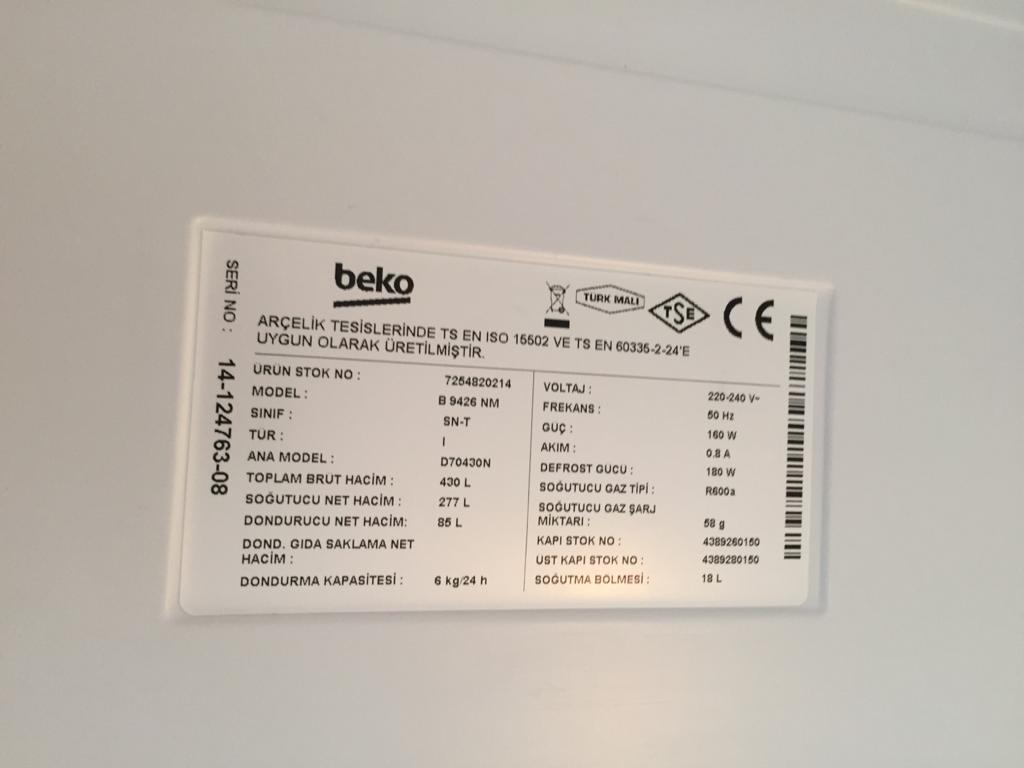 SERİ NO : 14-124763-08
beko
TÜRK MALI
TSE
CE
ARÇELİK TESİSLERİNDE TS EN ISO 15502 VE TS EN 60335-2-24'E
UYGUN OLARAK ÜRETİLMİŞTİR.
ÜRÜN STOK NO : 7254820214
MODEL : B 9426 NM
SINIF : SN-T
TÜR : I
ANA MODEL : D70430N
TOPLAM BRÜT HACİM : 430 L
SOĞUTUCU NET HACİM : 277 L
DONDURUCU NET HACİM: 85 L
DOND. GIDA SAKLAMA NET
HACİM :
DONDURMA KAPASİTESİ : 6 kg/24 h
VOLTAJ : 220-240 V~
FREKANS : 50 Hz
GÜÇ : 160 W
AKIM : 0.8 A
DEFROST GÜCÜ : 180 W
SOĞUTUCU GAZ TİPİ : R600a
SOĞUTUCU GAZ ŞARJ
MİKTARI : 58 g
KAPI STOK NO : 4389260150
ÜST KAPI STOK NO : 4389280150
SOĞUTMA BÖLMESİ : 18 L